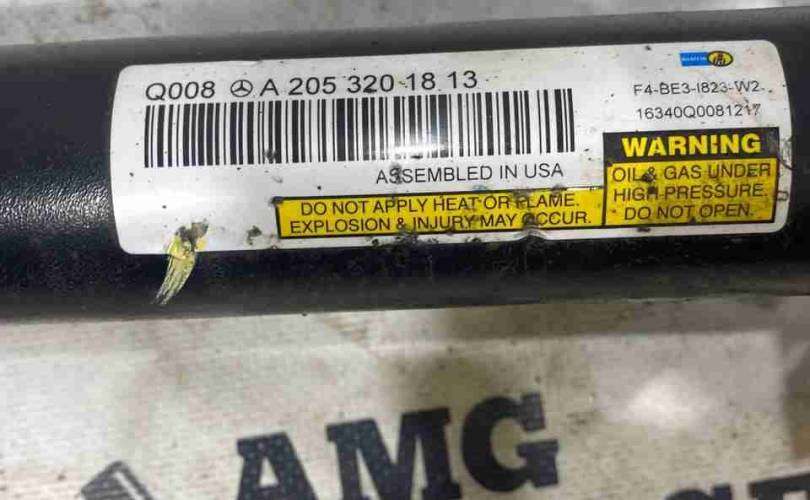 Q008 A 205 320 18 13
F4-BE3-I823-W2
16340Q0081217
ASSEMBLED IN USA
WARNING
OIL & GAS UNDER
HIGH PRESSURE.
DO NOT OPEN.
DO NOT APPLY HEAT OR FLAME.
EXPLOSION & INJURY MAY OCCUR.
AMG